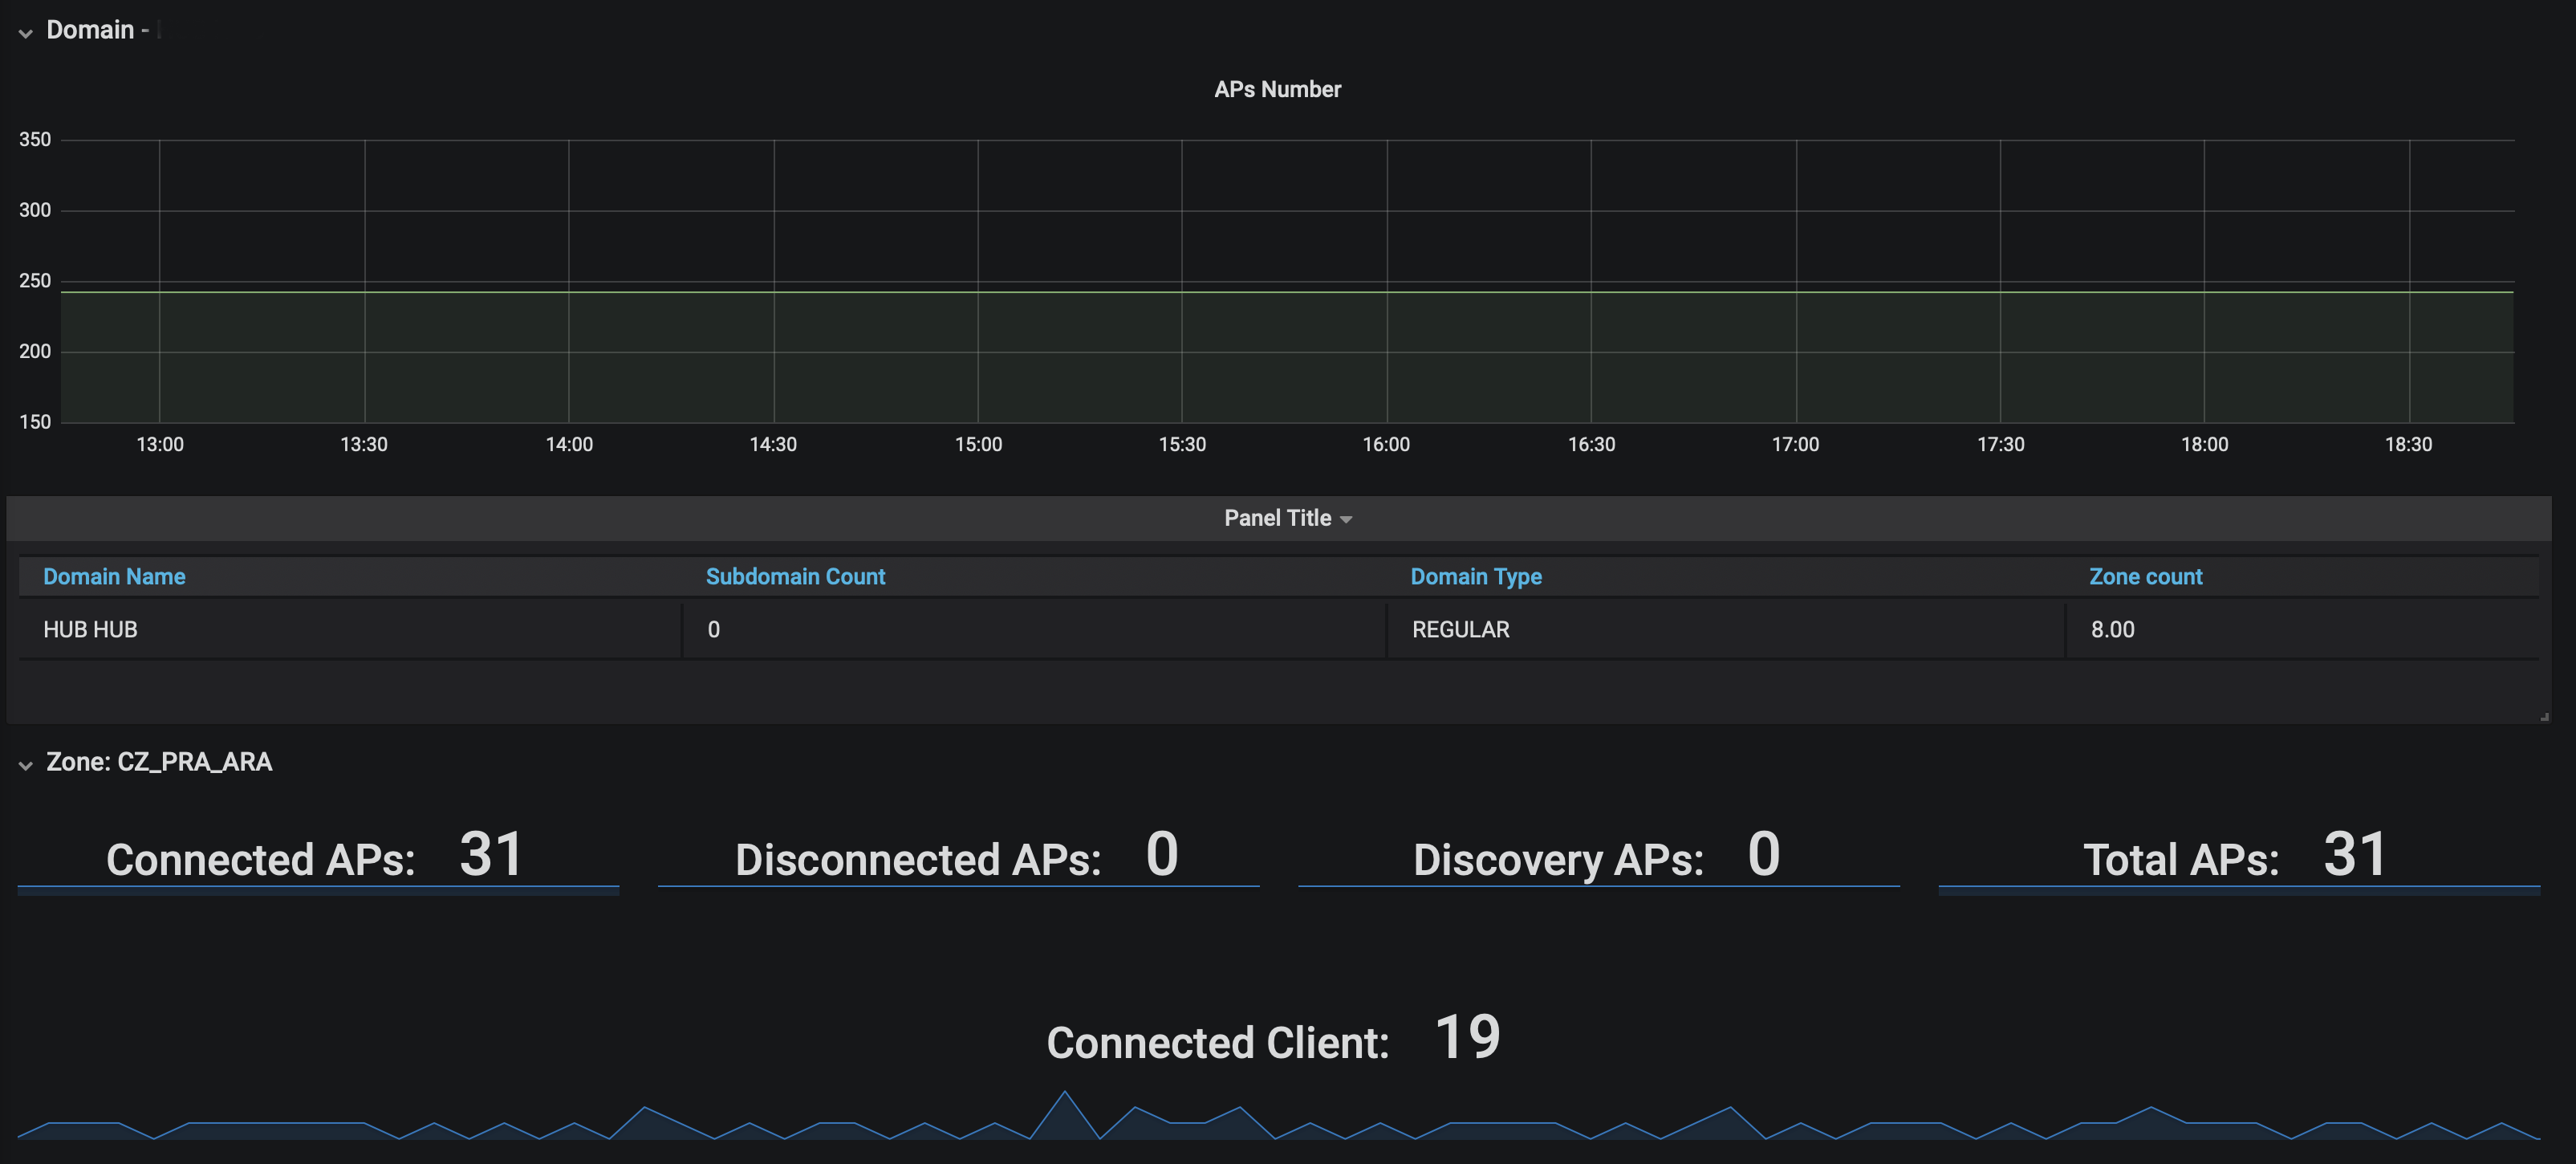 Domain -
APs Number
350
300
250
200
150
13:00 13:30 14:00 14:30 15:00 15:30 16:00 16:30 17:00 17:30 18:00 18:30
Panel Title
Domain Name Subdomain Count Domain Type Zone count
HUB HUB 0 REGULAR 8.00
Zone: CZ_PRA_ARA
Connected APs: 31 Disconnected APs: 0 Discovery APs: 0 Total APs: 31
Connected Client: 19